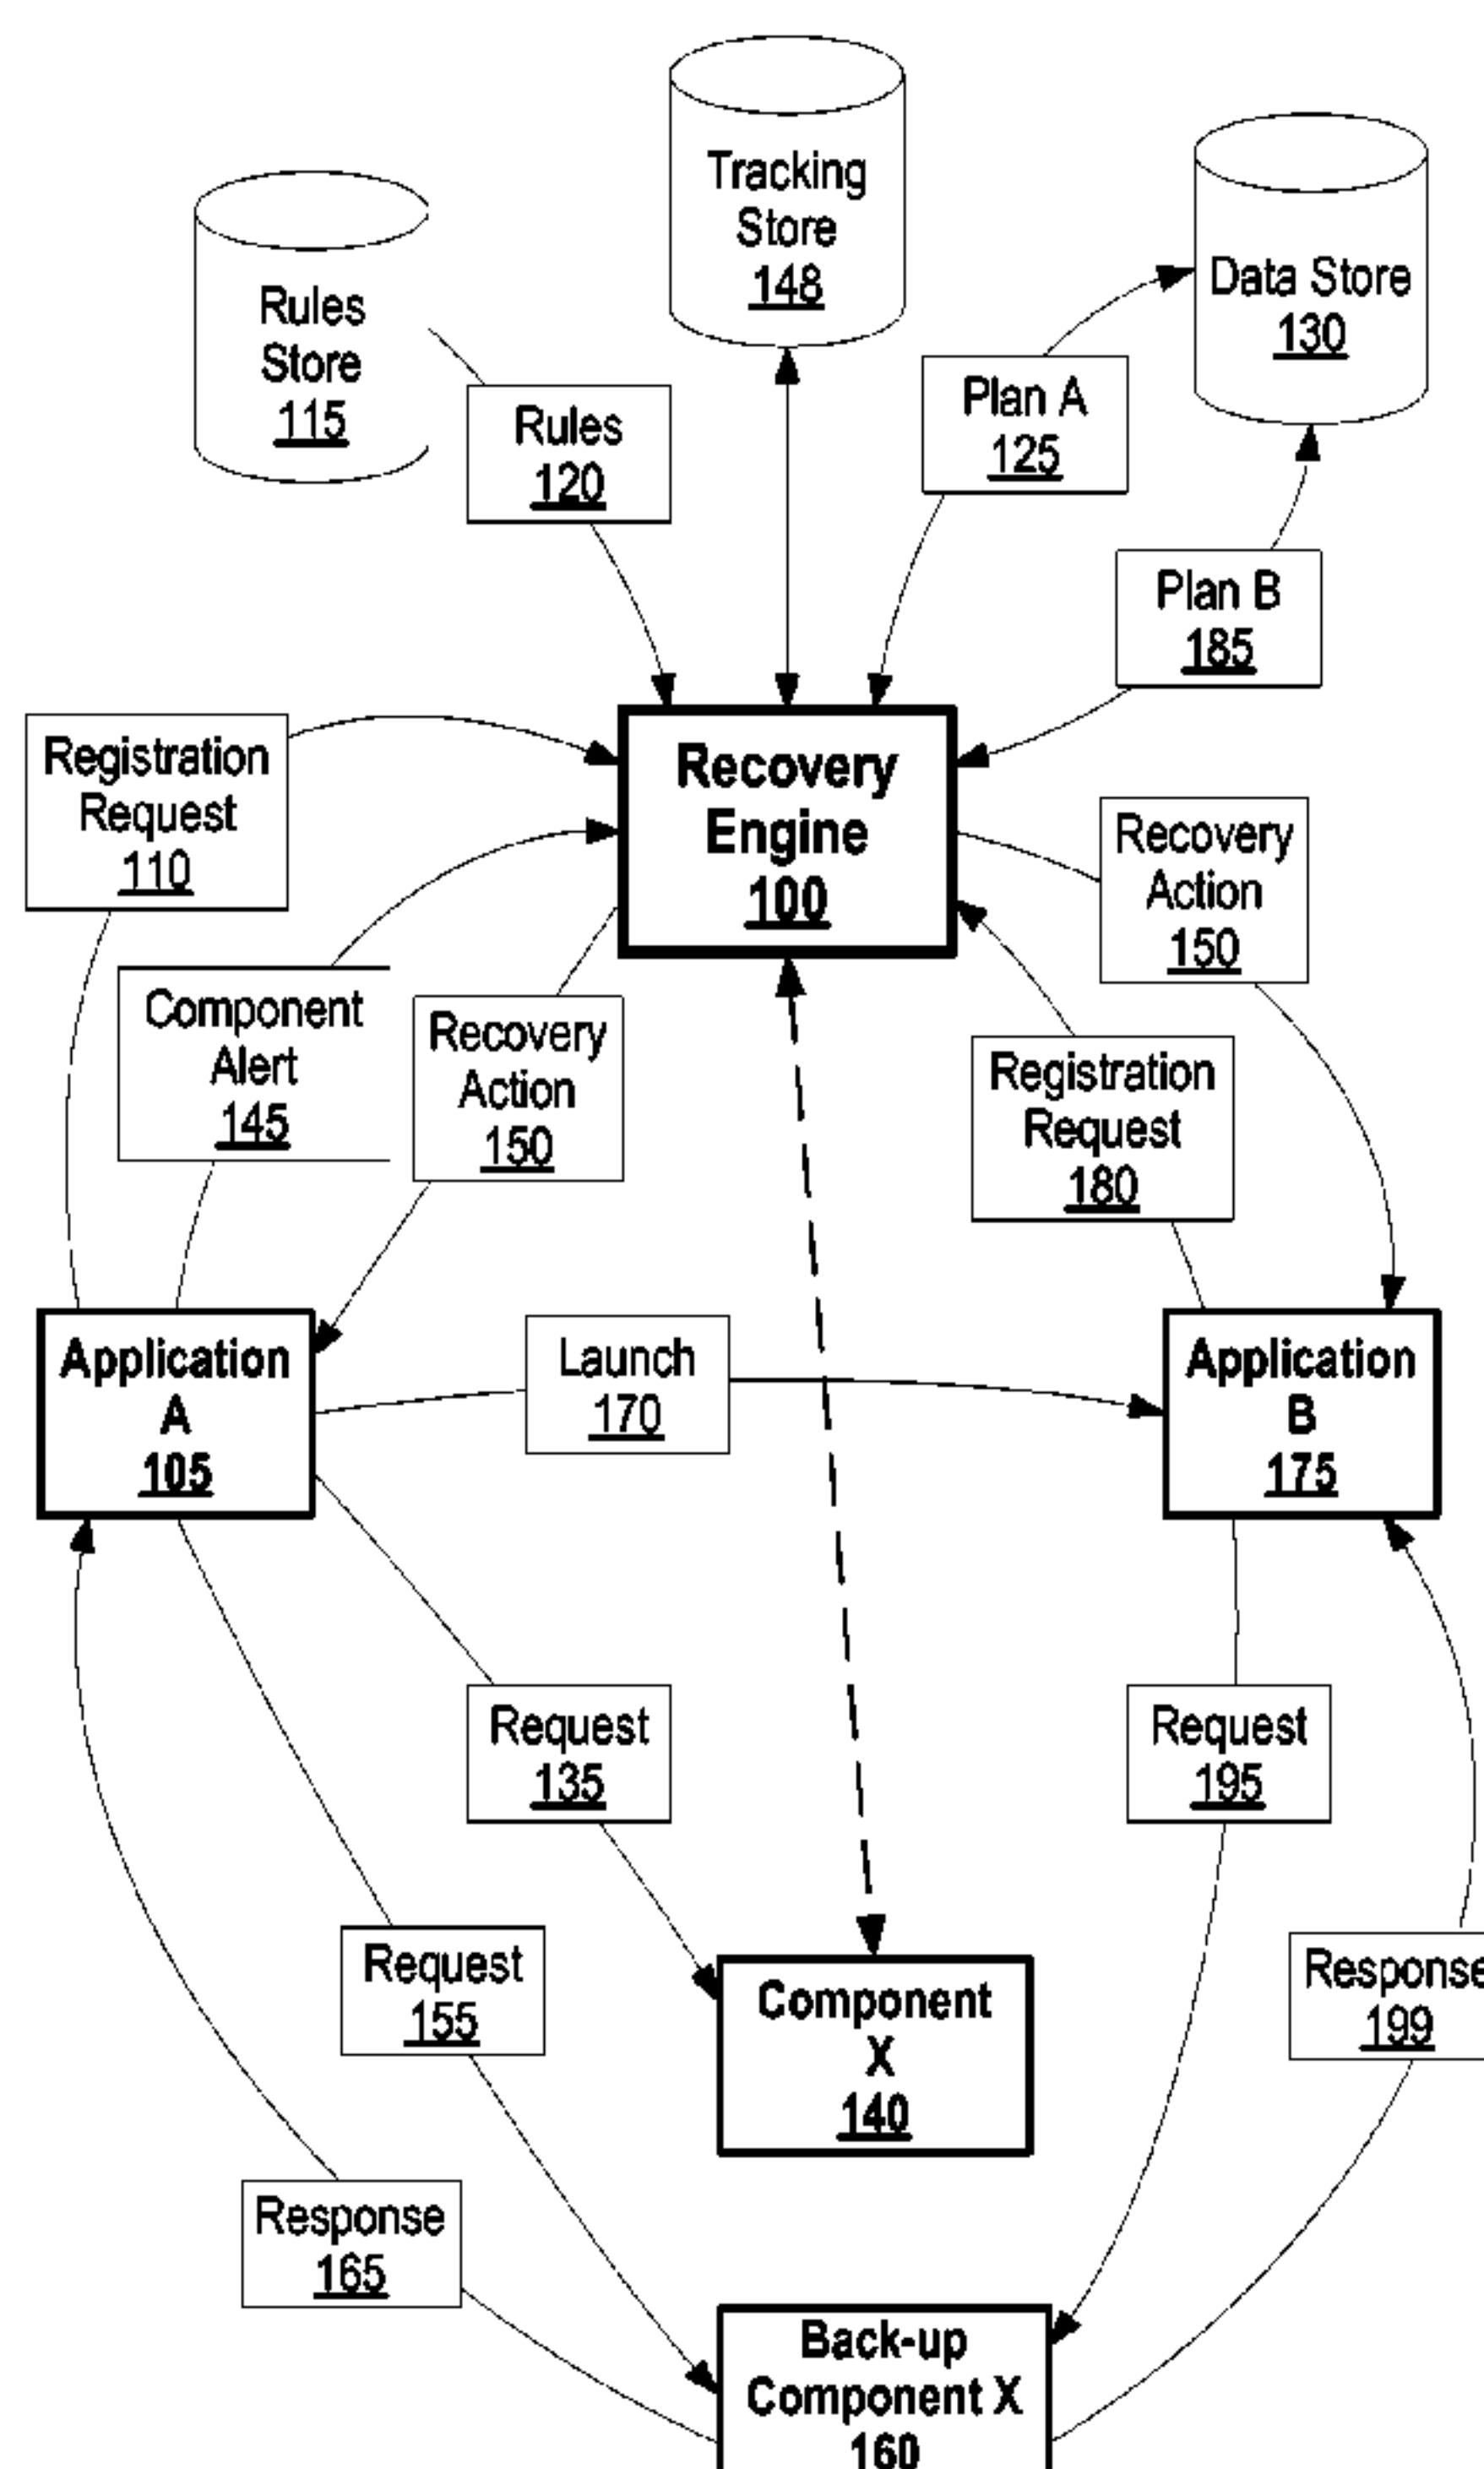 Tracking
Store
148
Data Store
130
Rules
Store
115
Rules
120
Plan A
125
Plan B
185
Registration
Request
110
Recovery
Engine
100
Recovery
Action
150
Component
Alert
145
Recovery
Action
150
Registration
Request
180
Application
A
105
Launch
170
Application
B
175
Request
135
Request
195
Request
155
Component
X
140
Response
199
Response
165
Back-up
Component X
160